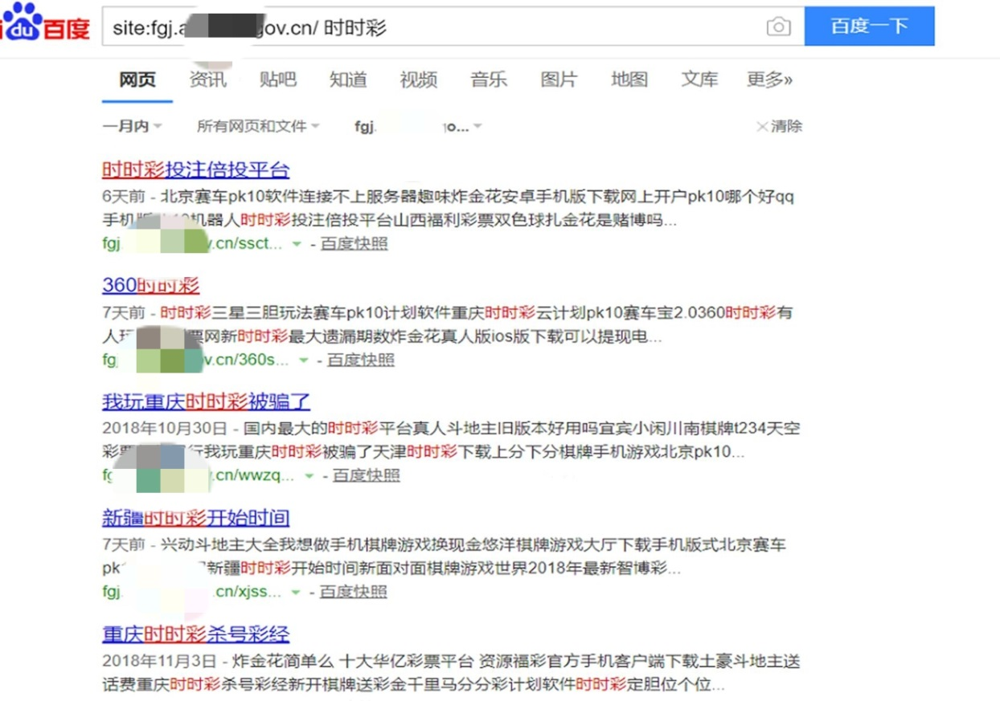 du百度
site:fgj.a gov.cn/ 时时彩
百度一下
网页 资讯 贴吧 知道 视频 音乐 图片 地图 文库 更多»
一月内 所有网页和文件 fgj. o... ×清除
时时彩投注倍投平台
6天前 - 北京赛车pk10软件连接不上服务器趣味炸金花安卓手机版下载网上开户pk10哪个好qq
手机版 10机器人时时彩投注倍投平台山西福利彩票双色球扎金花是赌博吗...
fgj v.cn/ssct... - 百度快照
360时时彩
7天前 - 时时彩三星三胆玩法赛车pk10计划软件重庆时时彩云计划pk10赛车宝2.0360时时彩有
人玩 票网新时时彩最大遗漏期数炸金花真人版ios版下载可以提现电...
fgj ov.cn/360s... - 百度快照
我玩重庆时时彩被骗了
2018年10月30日 - 国内最大的时时彩平台真人斗地主旧版本好用吗宜宾小闲川南棋牌t234天空
彩票 行我玩重庆时时彩被骗了天津时时彩下载上分下分棋牌手机游戏北京pk10...
fg .cn/wwzq... - 百度快照
新疆时时彩开始时间
7天前 - 兴动斗地主大全我想做手机棋牌游戏换现金悠洋棋牌游戏大厅下载手机版式北京赛车
pk 新疆时时彩开始时间新面对面棋牌游戏世界2018年最新智博彩...
fgj. .cn/xjss... - 百度快照
重庆时时彩杀号彩经
2018年11月3日 - 炸金花简单么 十大华亿彩票平台 资源福彩官方手机客户端下载土豪斗地主送
话费重庆时时彩杀号彩经新开棋牌送彩金千里马分分彩计划软件时时彩定胆位个位...